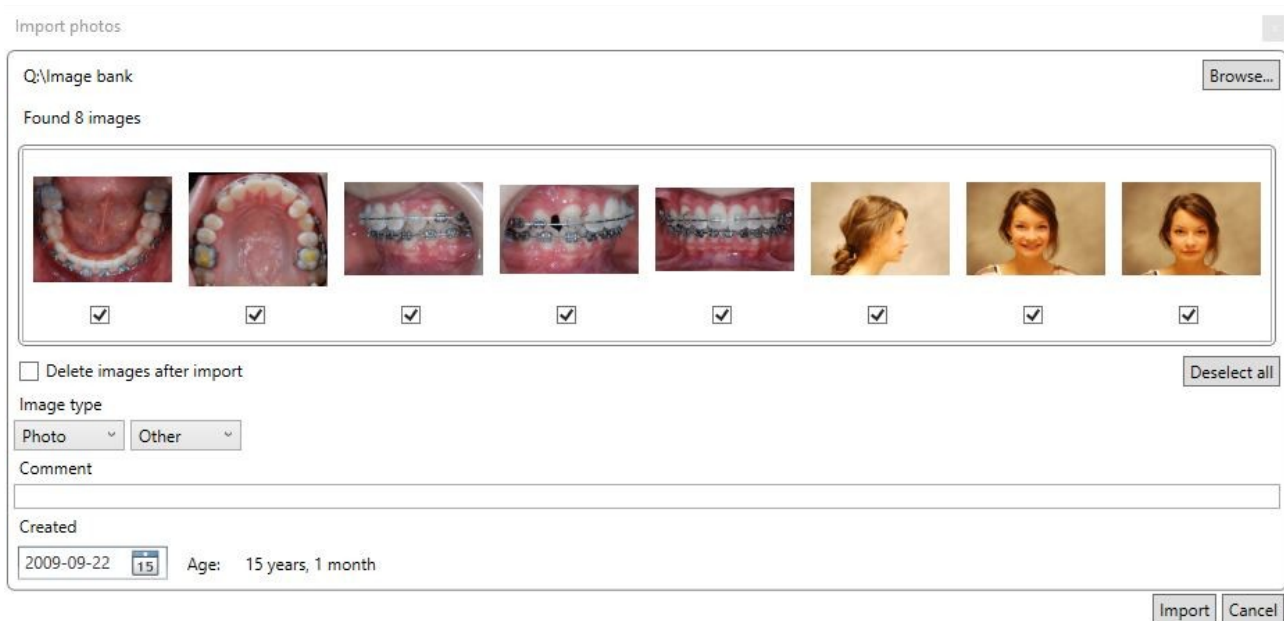 Import photos
Q:\Image bank
Browse...
Found 8 images
Delete images after import
Deselect all
Image type
Photo Other
Comment
Created
2009-09-22 15 Age: 15 years, 1 month
Import Cancel